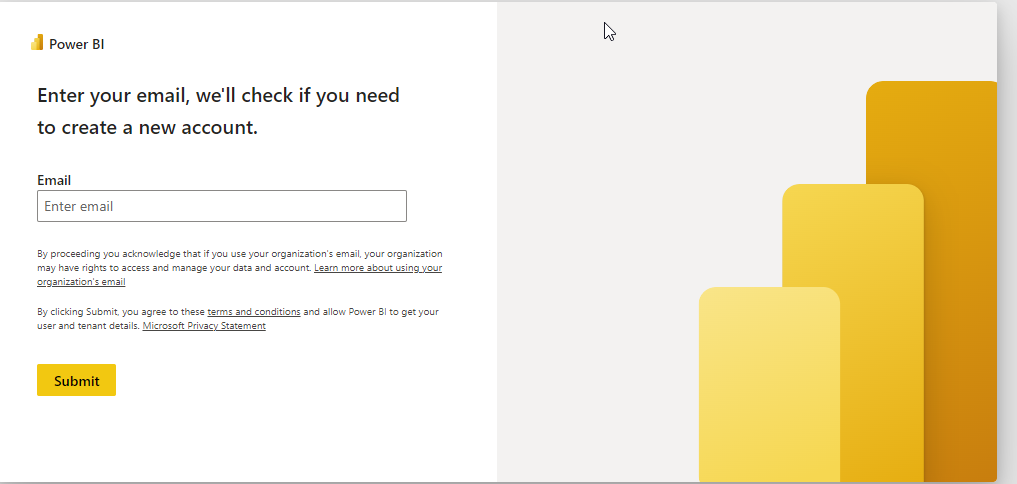 Power BI
Enter your email, we'll check if you need
to create a new account.
Email
Enter email
By proceeding you acknowledge that if you use your organization's email, your organization
may have rights to access and manage your data and account. Learn more about using your
organization's email
By clicking Submit, you agree to these terms and conditions and allow Power BI to get your
user and tenant details. Microsoft Privacy Statement
Submit